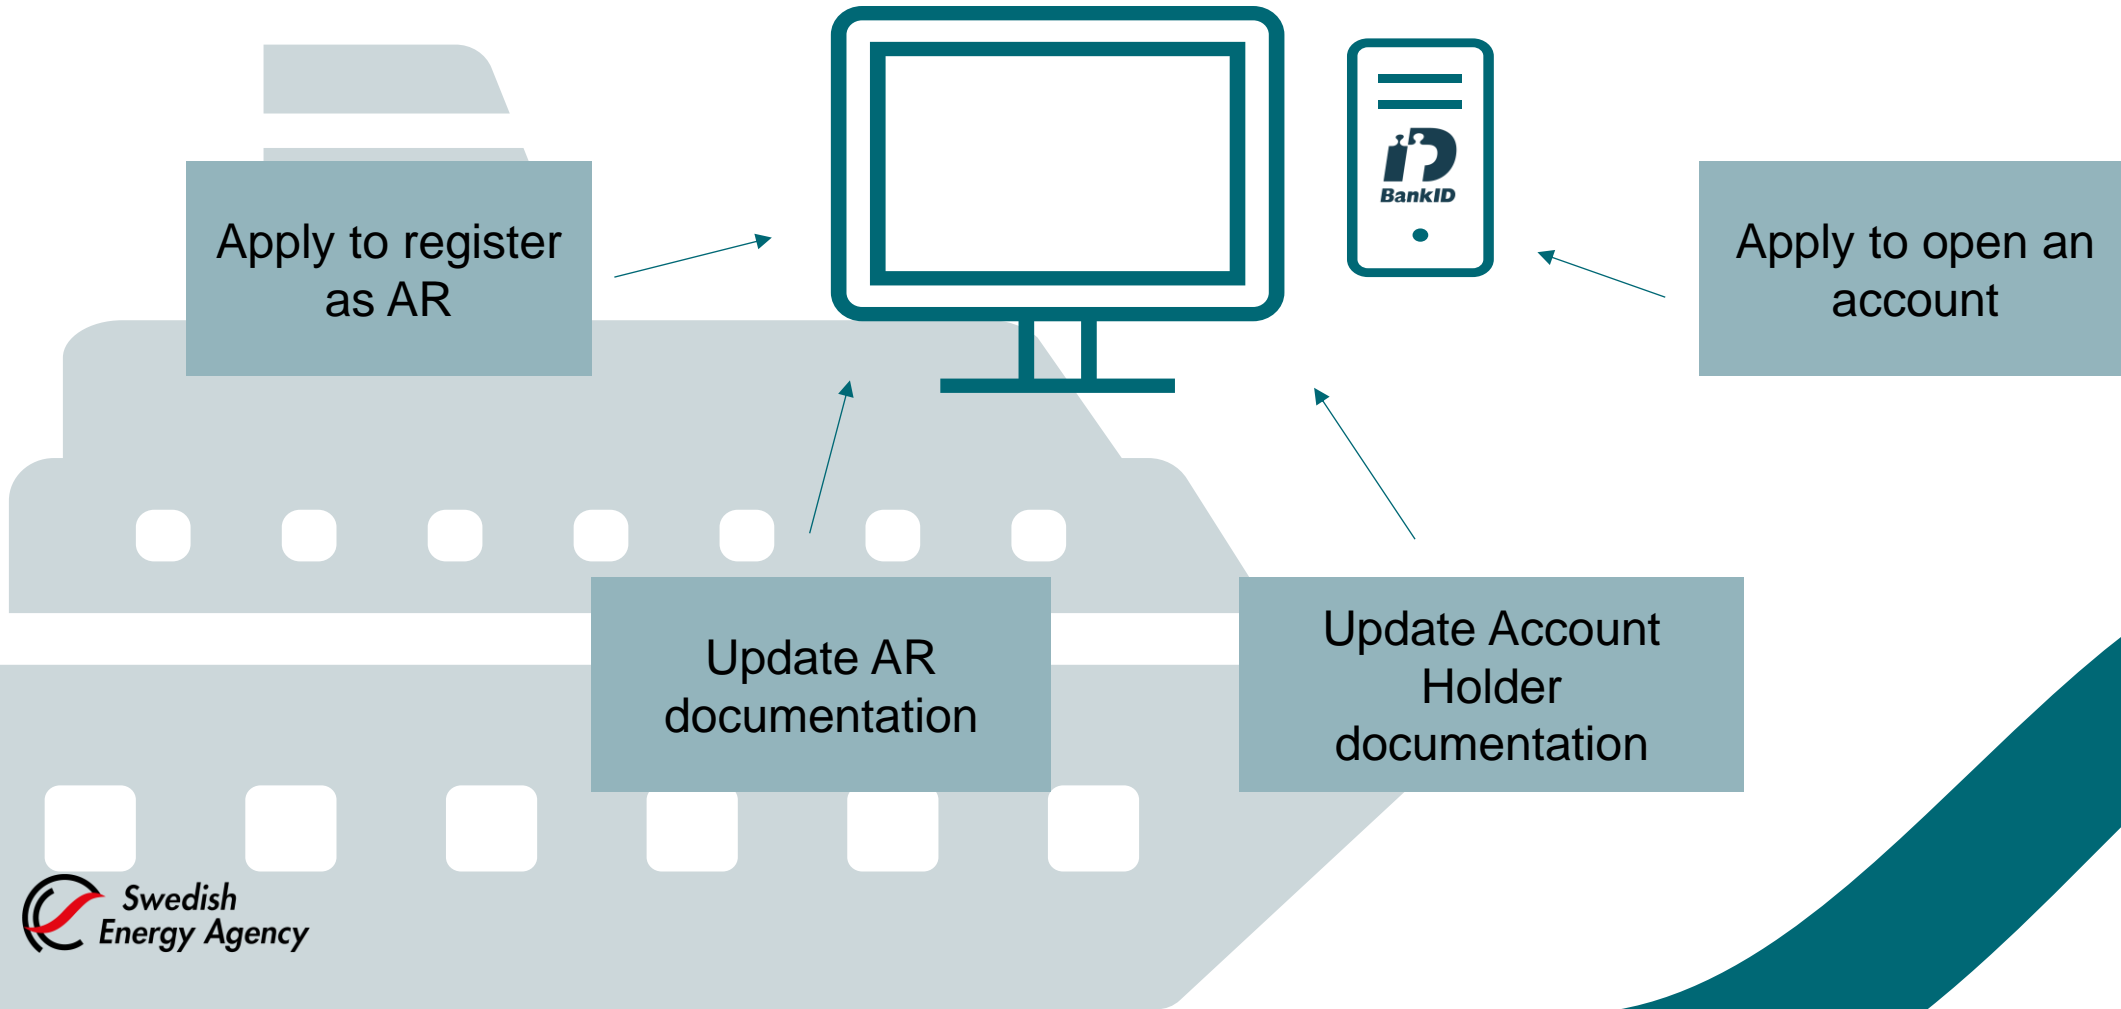 iD
BankID
Apply to register
as AR
Apply to open an
account
Update AR
documentation
Update Account
Holder
documentation
Swedish
Energy Agency